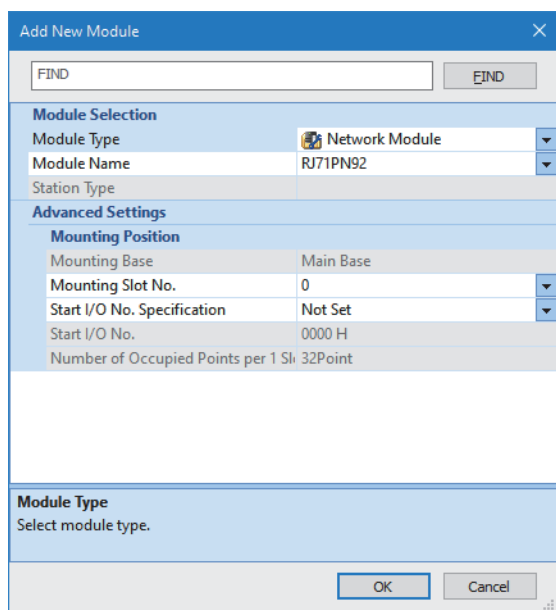 Add New Module
FIND
FIND
Module Selection
Module Type Network Module
Module Name RJ71PN92
Station Type
Advanced Settings
Mounting Position
Mounting Base Main Base
Mounting Slot No. 0
Start I/O No. Specification Not Set
Start I/O No. 0000 H
Number of Occupied Points per 1 Sl 32Point
Module Type
Select module type.
OK Cancel